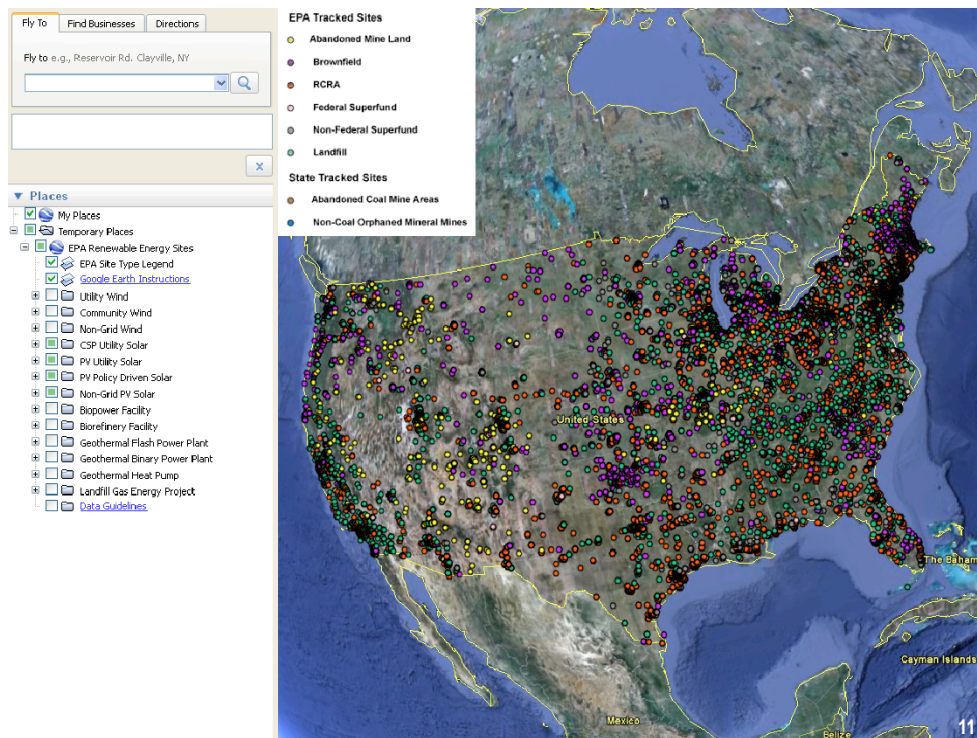 Fly To
Find Businesses
Directions
Fly to e.g., Reservoir Rd. Clayville, NY
Places
My Places
Temporary Places
EPA Renewable Energy Sites
EPA Site Type Legend
Google Earth Instructions
Utility Wind
Community Wind
Non-Grid Wind
CSP Utility Solar
PV Utility Solar
PV Policy Driven Solar
Non-Grid PV Solar
Biopower Facility
Biorefinery Facility
Geothermal Flash Power Plant
Geothermal Binary Power Plant
Geothermal Heat Pump
Landfill Gas Energy Project
Data Guidelines
EPA Tracked Sites
Abandoned Mine Land
Brownfield
RCRA
Federal Superfund
Non-Federal Superfund
Landfill
State Tracked Sites
Abandoned Coal Mine Areas
Non-Coal Orphaned Mineral Mines
United States
The Baham
Cayman Islands
Mexico
Belize
11